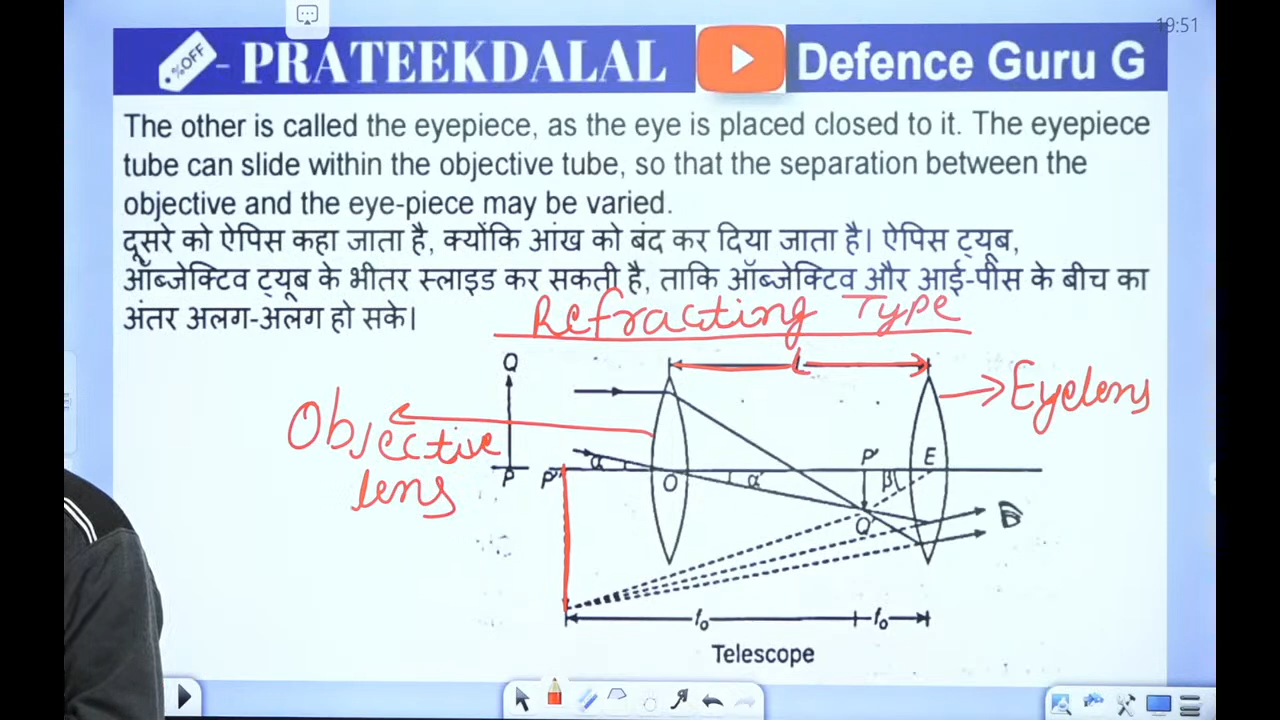 19:51
%OFF - PRATEEKDALAL Defence Guru G
The other is called the eyepiece, as the eye is placed closed to it. The eyepiece
tube can slide within the objective tube, so that the separation between the
objective and the eye-piece may be varied.
दूसरे को ऐपिस कहा जाता है, क्योंकि आंख को बंद कर दिया जाता है। ऐपिस ट्यूब,
ऑब्जेक्टिव ट्यूब के भीतर स्लाइड कर सकती है, ताकि ऑब्जेक्टिव और आई-पीस के बीच का
अंतर अलग-अलग हो सके।
Refracting Type
Q
L
Eyelens
Objective
lens
P P"
α
O
α
P'
β
E
Q'
f₀ f₀
Telescope